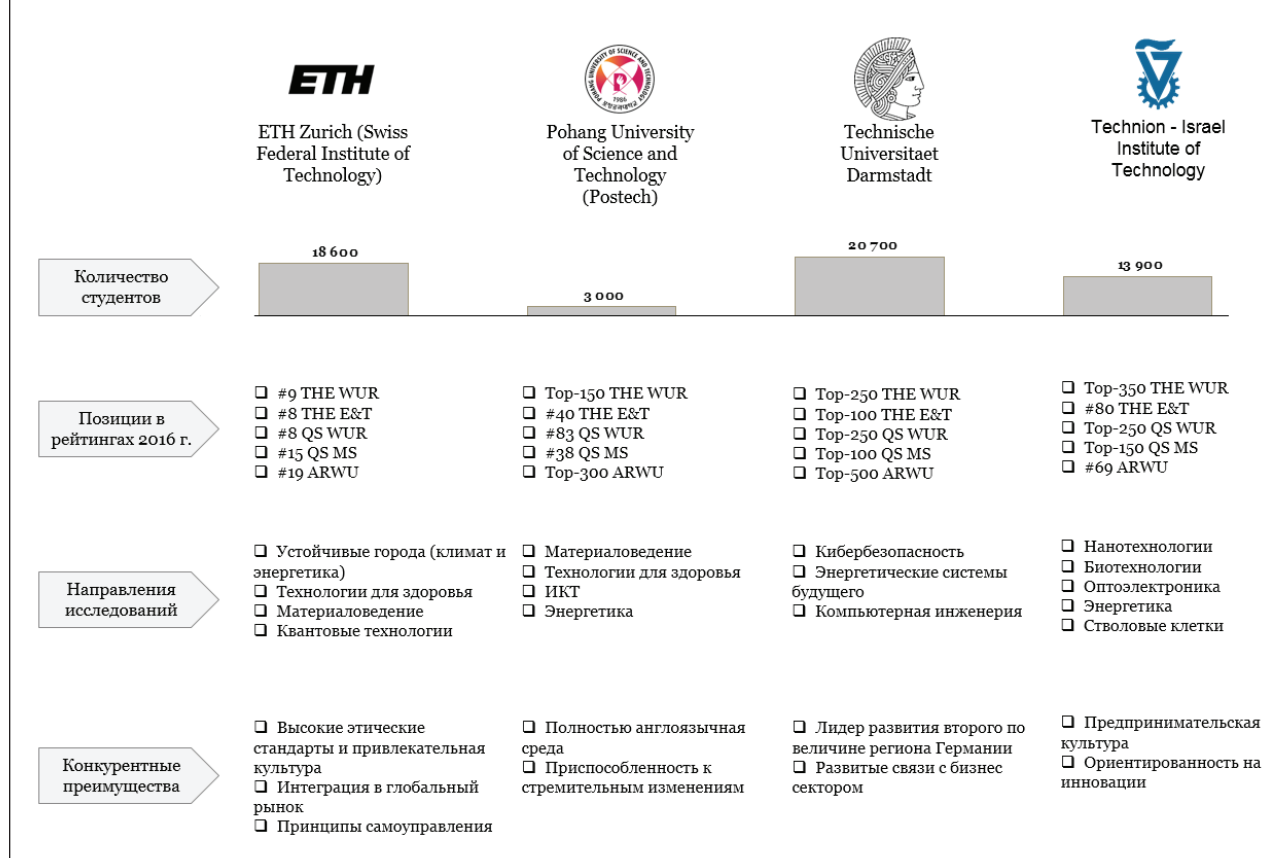 ETH
POHANG UNIVERSITY OF SCIENCE AND TECHNOLOGY
1986
ETH Zurich (Swiss
Federal Institute of
Technology)
Pohang University
of Science and
Technology
(Postech)
Technische
Universitaet
Darmstadt
Technion - Israel
Institute of
Technology
Количество
студентов
18 600
3 000
20 700
13 900
Позиции в
рейтингах 2016 г.
❑ #9 THE WUR
❑ #8 THE E&T
❑ #8 QS WUR
❑ #15 QS MS
❑ #19 ARWU
❑ Top-150 THE WUR
❑ #40 THE E&T
❑ #83 QS WUR
❑ #38 QS MS
❑ Top-300 ARWU
❑ Top-250 THE WUR
❑ Top-100 THE E&T
❑ Top-250 QS WUR
❑ Top-100 QS MS
❑ Top-500 ARWU
❑ Top-350 THE WUR
❑ #80 THE E&T
❑ Top-250 QS WUR
❑ Top-150 QS MS
❑ #69 ARWU
Направления
исследований
❑ Устойчивые города (климат и
энергетика)
❑ Технологии для здоровья
❑ Материаловедение
❑ Квантовые технологии
❑ Материаловедение
❑ Технологии для здоровья
❑ ИКТ
❑ Энергетика
❑ Кибербезопасность
❑ Энергетические системы
будущего
❑ Компьютерная инженерия
❑ Нанотехнологии
❑ Биотехнологии
❑ Оптоэлектроника
❑ Энергетика
❑ Стволовые клетки
Конкурентные
преимущества
❑ Высокие этические
стандарты и привлекательная
культура
❑ Интеграция в глобальный
рынок
❑ Принципы самоуправления
❑ Полностью англоязычная
среда
❑ Приспособленность к
стремительным изменениям
❑ Лидер развития второго по
величине региона Германии
❑ Развитые связи с бизнес
сектором
❑ Предпринимательская
культура
❑ Ориентированность на
инновации